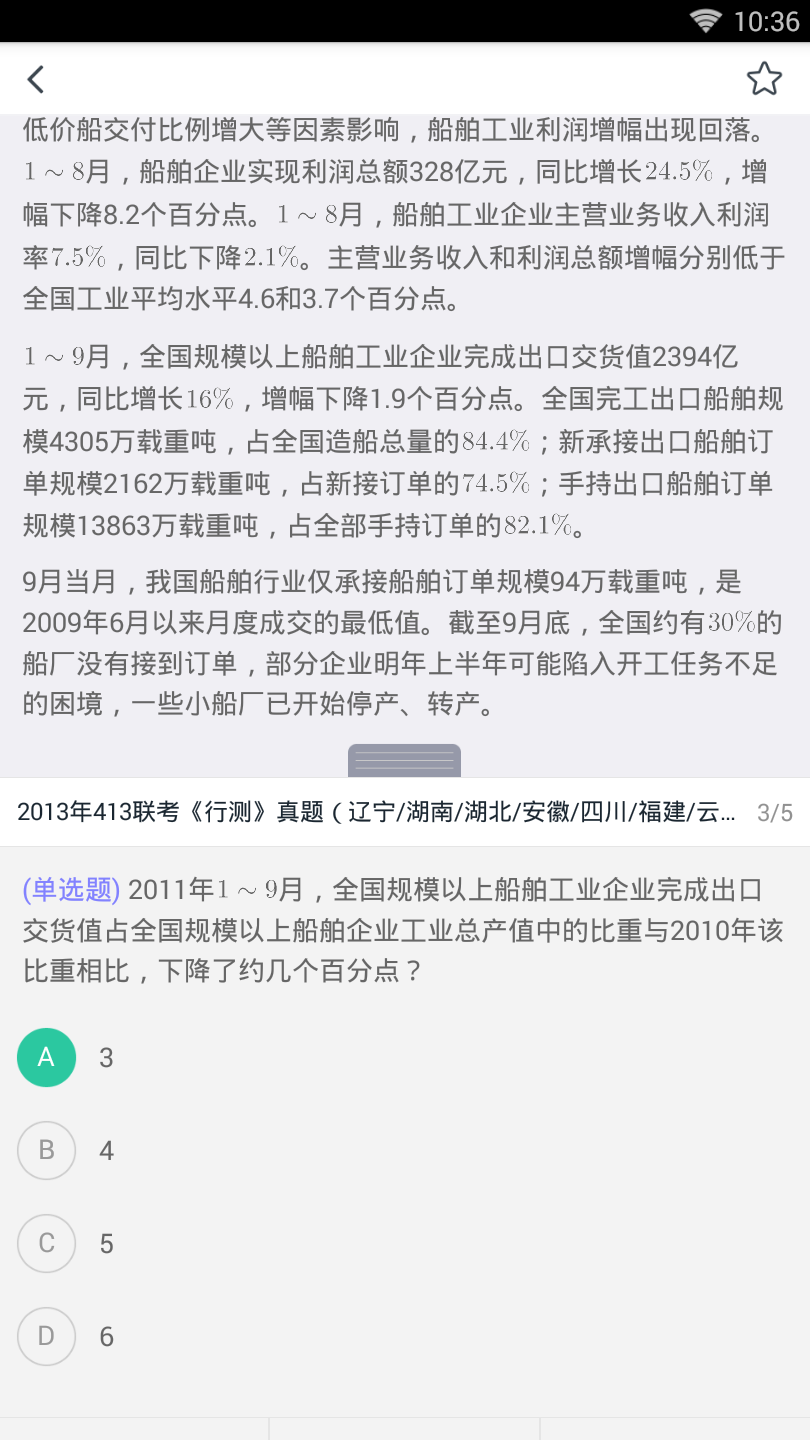 10:36
低价船交付比例增大等因素影响，船舶工业利润增幅出现回落。
1～8月，船舶企业实现利润总额328亿元，同比增长24.5%，增
幅下降8.2个百分点。1～8月，船舶工业企业主营业务收入利润
率7.5%，同比下降2.1%。主营业务收入和利润总额增幅分别低于
全国工业平均水平4.6和3.7个百分点。
1～9月，全国规模以上船舶工业企业完成出口交货值2394亿
元，同比增长16%，增幅下降1.9个百分点。全国完工出口船舶规
模4305万载重吨，占全国造船总量的84.4%；新承接出口船舶订
单规模2162万载重吨，占新接订单的74.5%；手持出口船舶订单
规模13863万载重吨，占全部手持订单的82.1%。
9月当月，我国船舶行业仅承接船舶订单规模94万载重吨，是
2009年6月以来月度成交的最低值。截至9月底，全国约有30%的
船厂没有接到订单，部分企业明年上半年可能陷入开工任务不足
的困境，一些小船厂已开始停产、转产。
2013年413联考《行测》真题（辽宁/湖南/湖北/安徽/四川/福建/云... 3/5
(单选题) 2011年1～9月，全国规模以上船舶工业企业完成出口
交货值占全国规模以上船舶企业工业总产值中的比重与2010年该
比重相比，下降了约几个百分点？
A 3
B 4
C 5
D 6